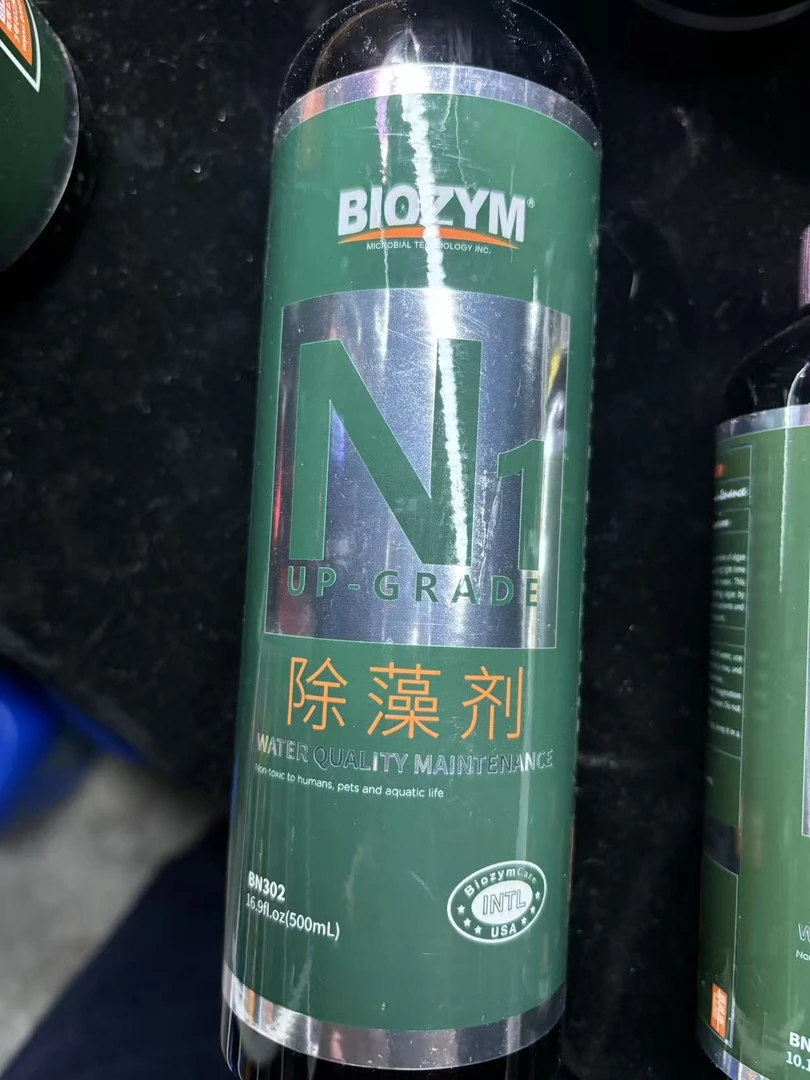 BIOZYM®
MICROBIAL TECHNOLOGY INC.
N1
UP-GRADE
除藻剂
WATER QUALITY MAINTENANCE
Non-toxic to humans, pets and aquatic life
BN302
16.9fl.oz(500mL)
BiozymCare
INTL
USA